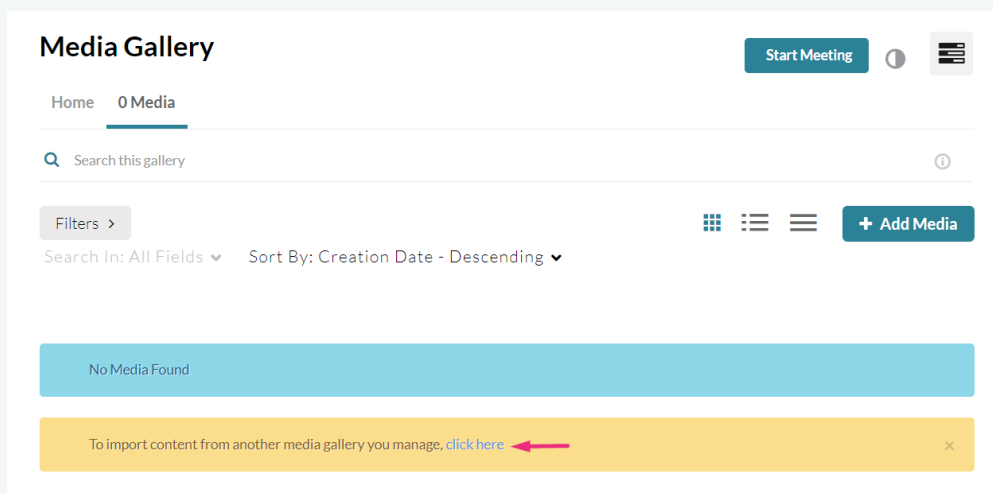 Media Gallery
Start Meeting
Home 0 Media
Search this gallery
Filters >
+ Add Media
Search In: All Fields Sort By: Creation Date - Descending
No Media Found
To import content from another media gallery you manage, click here ×